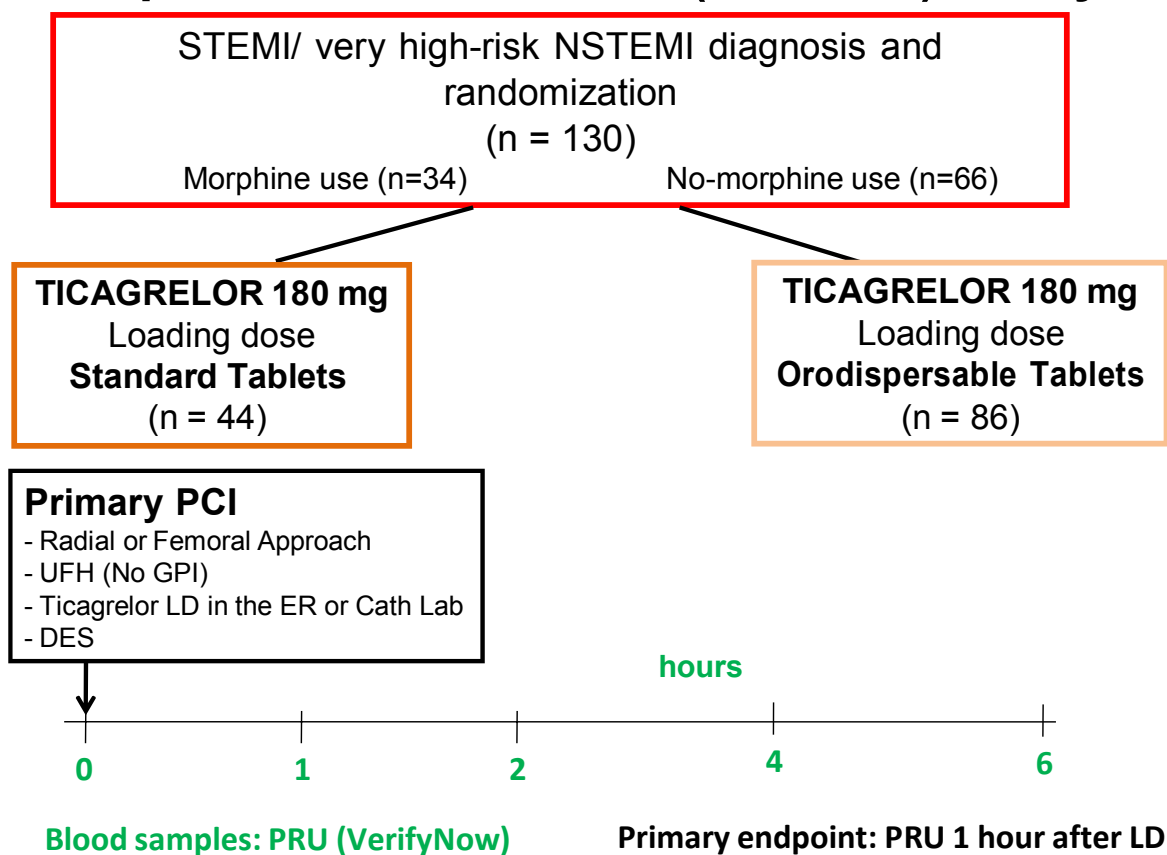 STEMI/ very high-risk NSTEMI diagnosis and
randomization
(n = 130)
Morphine use (n=34) No-morphine use (n=66)
TICAGRELOR 180 mg
Loading dose
Standard Tablets
(n = 44)
TICAGRELOR 180 mg
Loading dose
Orodispersable Tablets
(n = 86)
Primary PCI
- Radial or Femoral Approach
- UFH (No GPI)
- Ticagrelor LD in the ER or Cath Lab
- DES
hours
0 1 2 4 6
Blood samples: PRU (VerifyNow) Primary endpoint: PRU 1 hour after LD